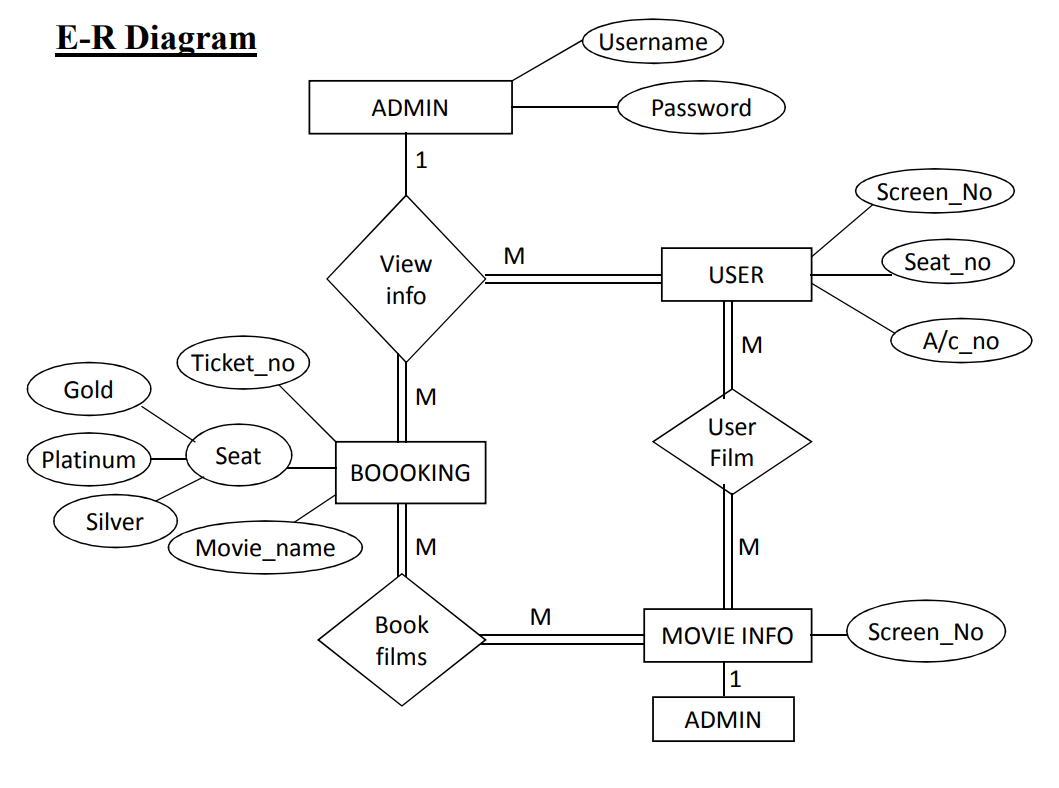 E-R Diagram
Username
ADMIN
Password
1
Screen_No
View
info
M
USER
Seat_no
A/c_no
M
Ticket_no
Gold
M
User
Film
Platinum
Seat
BOOOKING
Silver
Movie_name
M
M
Book
films
M
MOVIE INFO
Screen_No
1
ADMIN